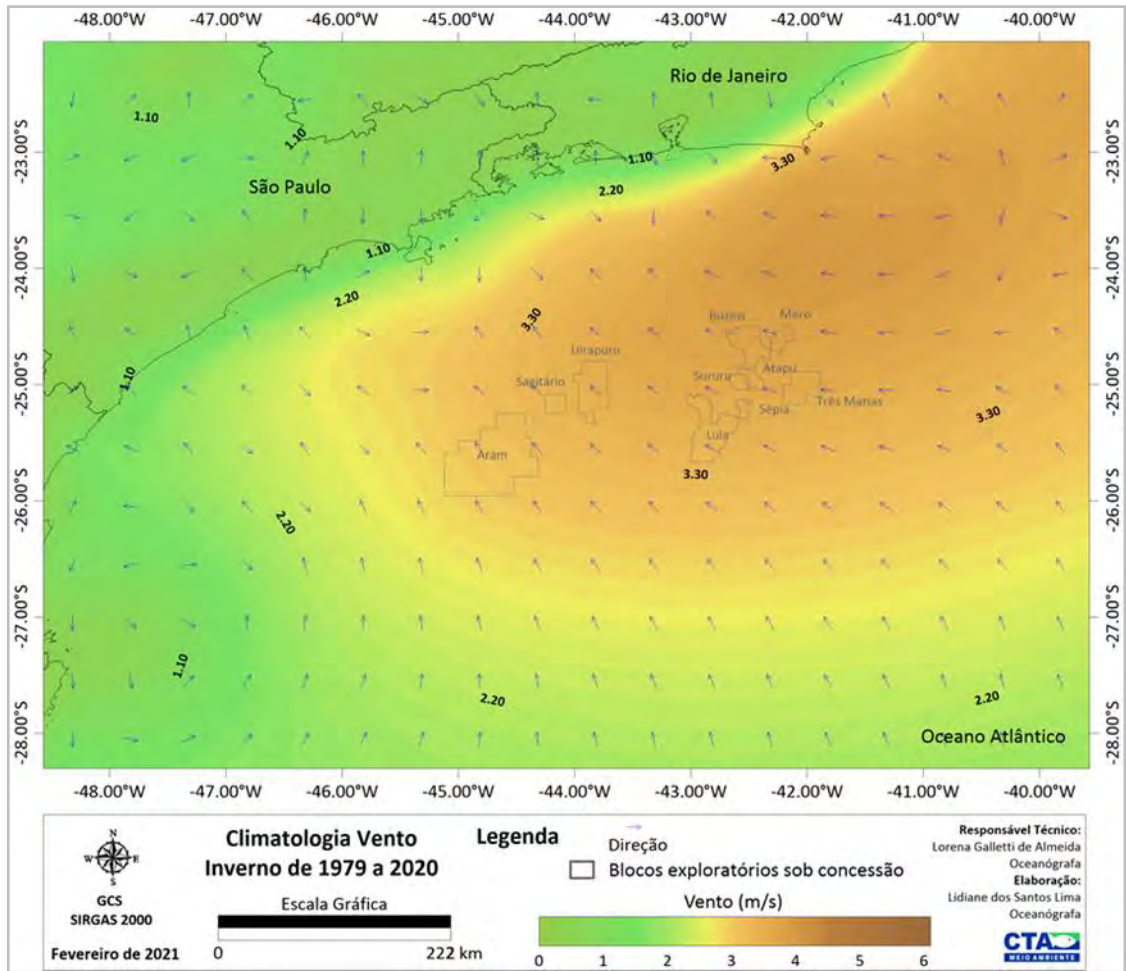 -48.00°W -47.00°W -46.00°W -45.00°W -44.00°W -43.00°W -42.00°W -41.00°W -40.00°W
Rio de Janeiro
1.10
1.10
-23.00°S 1.10 3.30 -23.00°S
São Paulo
2.20
1.10
-24.00°S -24.00°S
2.20
3.30
Búzios Mero
Uirapuru
Atapu
-25.00°S 1.10 Sagitário Sururu -25.00°S
Três Marias
Sépia
3.30
Lula
Aram
3.30
-26.00°S -26.00°S
2.20
-27.00°S -27.00°S
1.10
2.20 2.20
-28.00°S Oceano Atlântico -28.00°S
-48.00°W -47.00°W -46.00°W -45.00°W -44.00°W -43.00°W -42.00°W -41.00°W -40.00°W
N
W E
S
GCS
SIRGAS 2000
Fevereiro de 2021
Climatologia Vento
Inverno de 1979 a 2020
Escala Gráfica
0 222 km
Legenda
Direção
Blocos exploratórios sob concessão
Vento (m/s)
0 1 2 3 4 5 6
Responsável Técnico:
Lorena Galletti de Almeida
Oceanógrafa
Elaboração:
Lidiane dos Santos Lima
Oceanógrafa
CTA
MEIO AMBIENTE